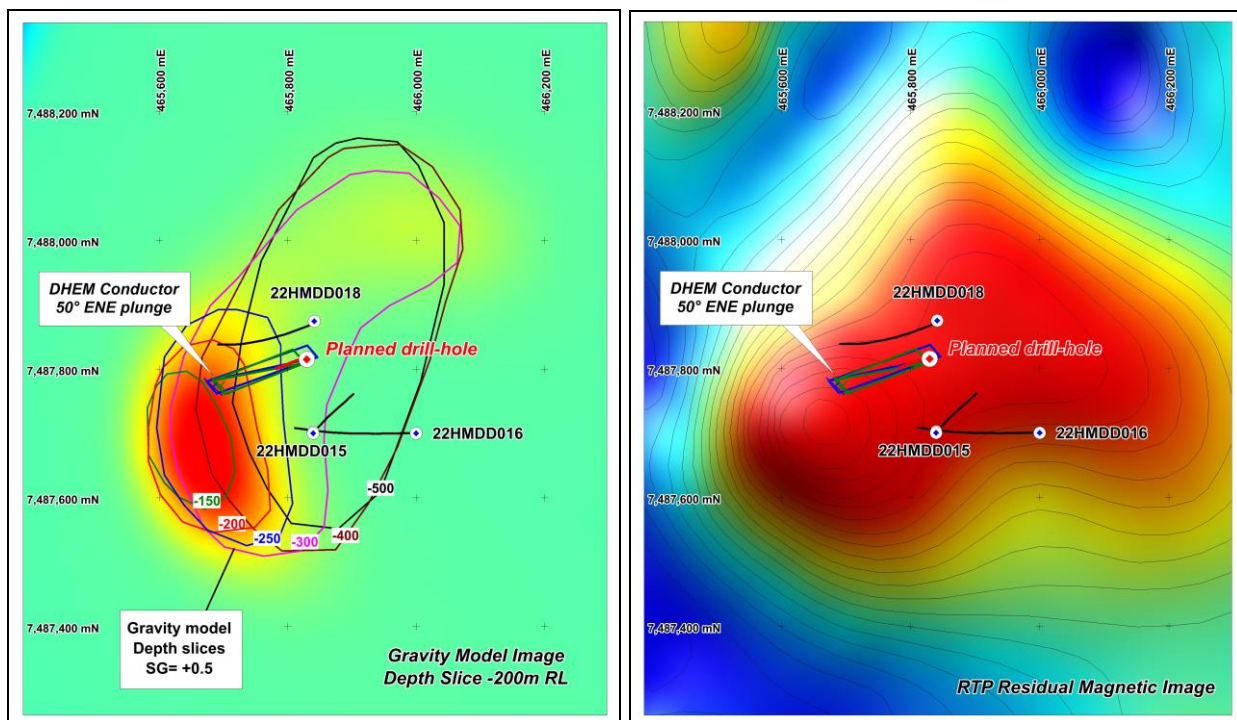 465,600 mE
465,800 mE
466,000 mE
466,200 mE
7,488,200 mN
7,488,000 mN
7,487,800 mN
7,487,600 mN
7,487,400 mN
DHEM Conductor
50° ENE plunge
22HMDD018
Planned drill-hole
22HMDD015
22HMDD016
-150
-200
-250
-300
-400
-500
Gravity model
Depth slices
SG= +0.5
Gravity Model Image
Depth Slice -200m RL
465,600 mE
465,800 mE
466,000 mE
466,200 mE
7,488,200 mN
7,488,000 mN
7,487,800 mN
7,487,600 mN
7,487,400 mN
DHEM Conductor
50° ENE plunge
22HMDD018
Planned drill-hole
22HMDD015
22HMDD016
RTP Residual Magnetic Image